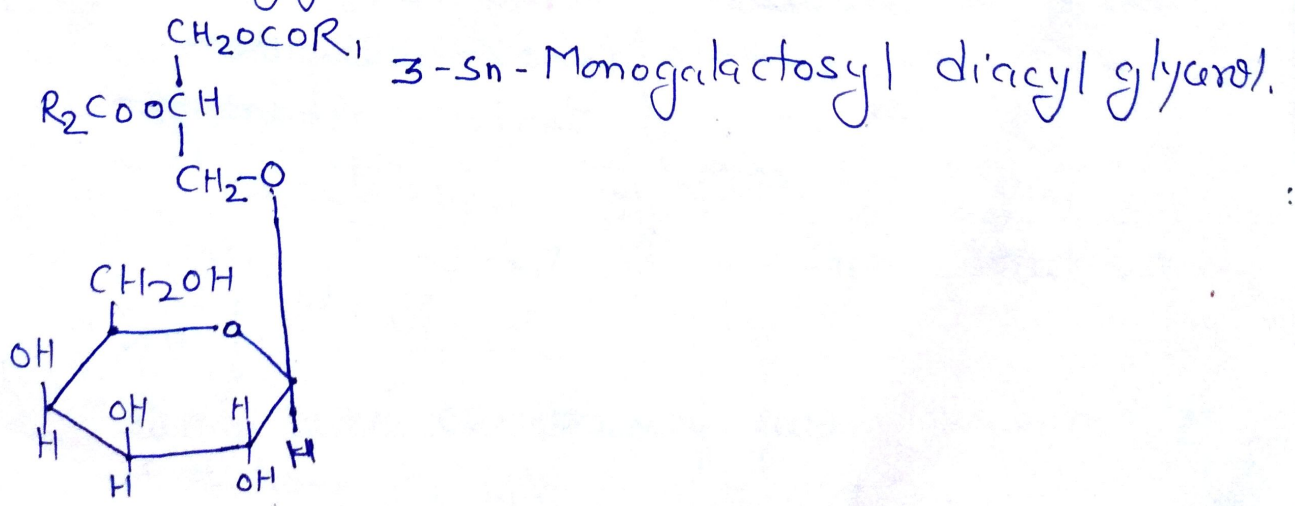 CH₂OCOR₁
3-Sn-Monogalactosyl diacyl glycerol.
R₂COOCH
CH₂-O
CH₂OH
O
OH
OH H
H H
H OH